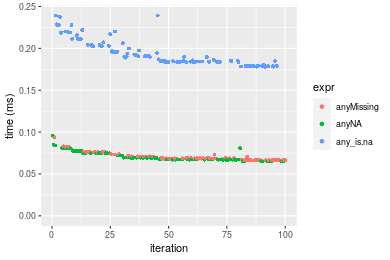 0.25
0.20
0.15
0.10
0.05
0.00
time (ms)
0 25 50 75 100
iteration
expr
anyMissing
anyNA
any_is.na